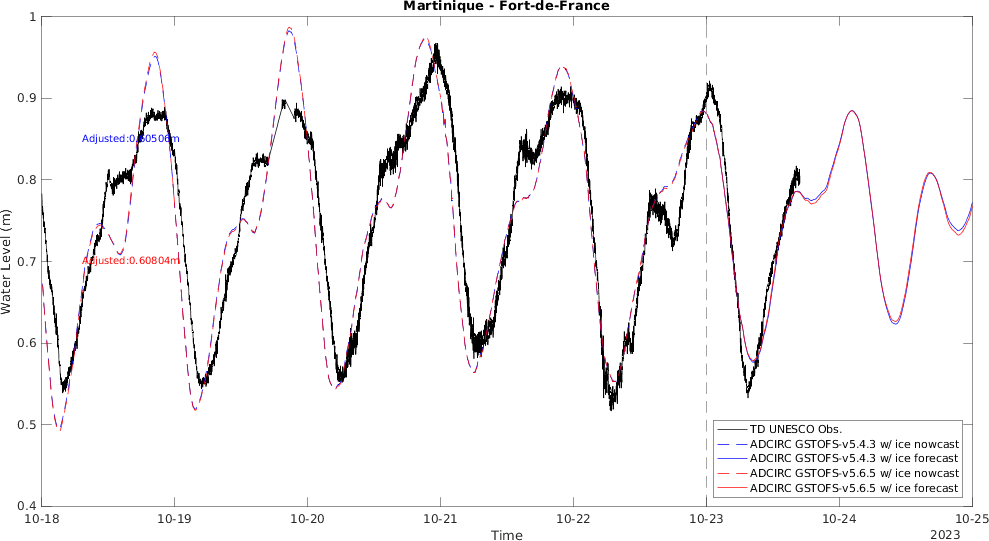 Martinique - Fort-de-France
Water Level (m)
1
0.9
0.8
0.7
0.6
0.5
0.4
Adjusted:0.60506m
Adjusted:0.60804m
TD UNESCO Obs.
ADCIRC GSTOFS-v5.4.3 w/ ice nowcast
ADCIRC GSTOFS-v5.4.3 w/ ice forecast
ADCIRC GSTOFS-v5.6.5 w/ ice nowcast
ADCIRC GSTOFS-v5.6.5 w/ ice forecast
10-18 10-19 10-20 10-21 10-22 10-23 10-24 10-25
Time
2023